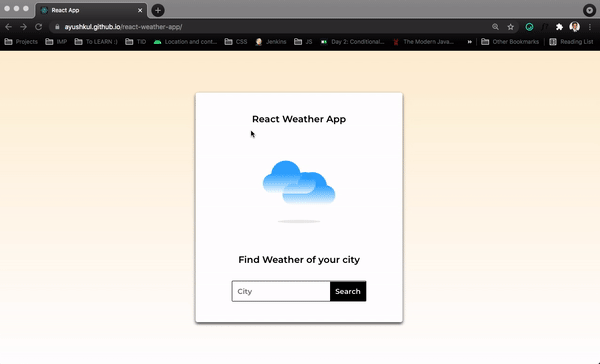 React App
ayushkul.github.io/react-weather-app/
Projects IMP To LEARN :) TID Location and cont... CSS Jenkins JS Day 2: Conditional... The Modern Java... » Other Bookmarks Reading List
React Weather App
Find Weather of your city
City Search